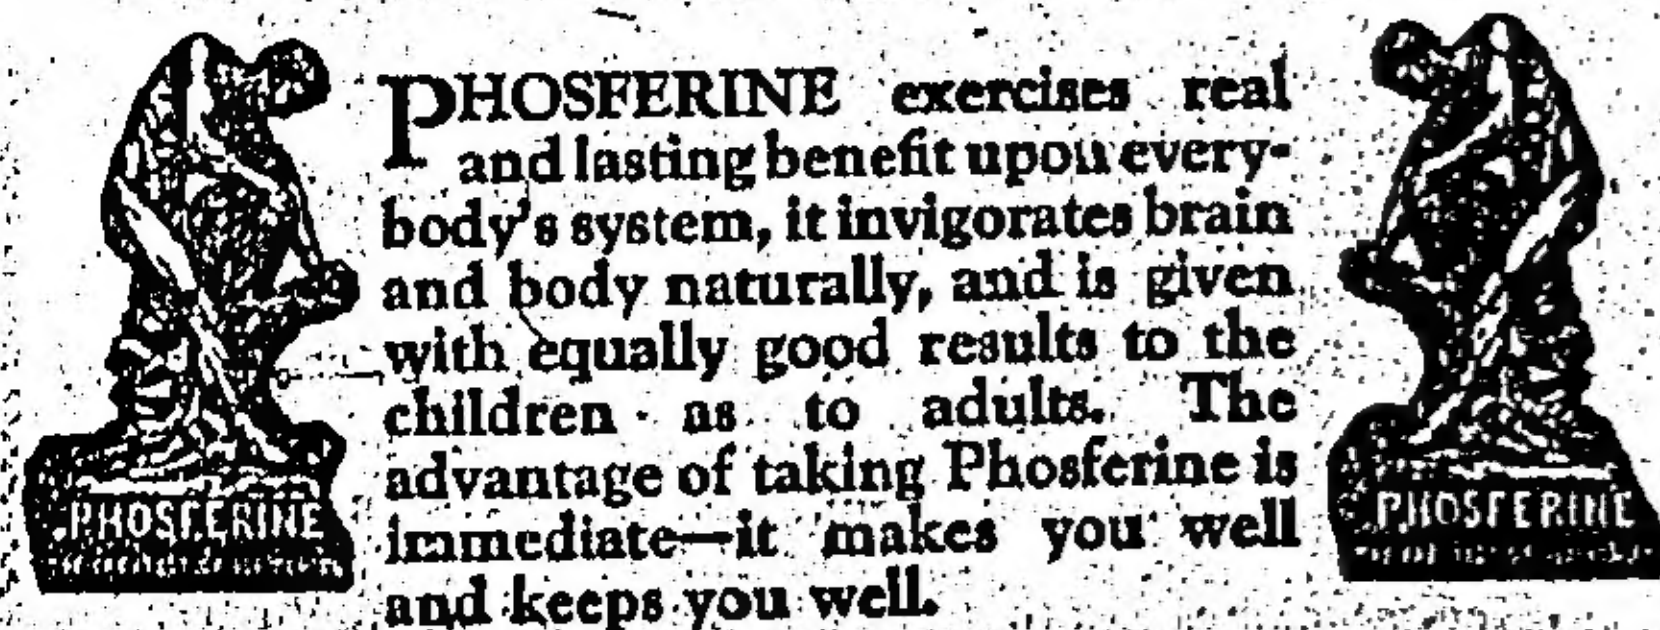 PHOSFERINE exercises real
and lasting benefit upon every-
body's system, it invigorates brain
and body naturally, and is given
with equally good results to the
children as to adults. The
advantage of taking Phosferine is
immediate—it makes you well
and keeps you well.
PHOSFERINE
PHOSFERINE